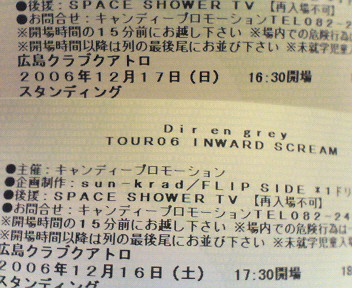 ●後援：SPACE SHOWER TV 【再入場不可】
●お問合せ：キャンディープロモーションTEL082-2
※開場時間の15分前にお越し下さい ※場内での危険行為は
※開場時間以降は列の最後尾にお並び下さい ※未就学児童
広島クラブクアトロ
2006年12月17日（日） 16:30開場
スタンディング
Dir en grey
TOUR06 INWARD SCREAM
●主催：キャンディープロモーション
●企画制作：sun-krad/FLIP SIDE *1ドリ
●後援：SPACE SHOWER TV 【再入場不可】
●お問合せ：キャンディープロモーションTEL082-24
※開場時間の15分前にお越し下さい ※場内での危険行為は
※開場時間以降は列の最後尾にお並び下さい ※未就学児童入
広島クラブクアトロ
2006年12月16日（土） 17:30開場 18
スタンディング